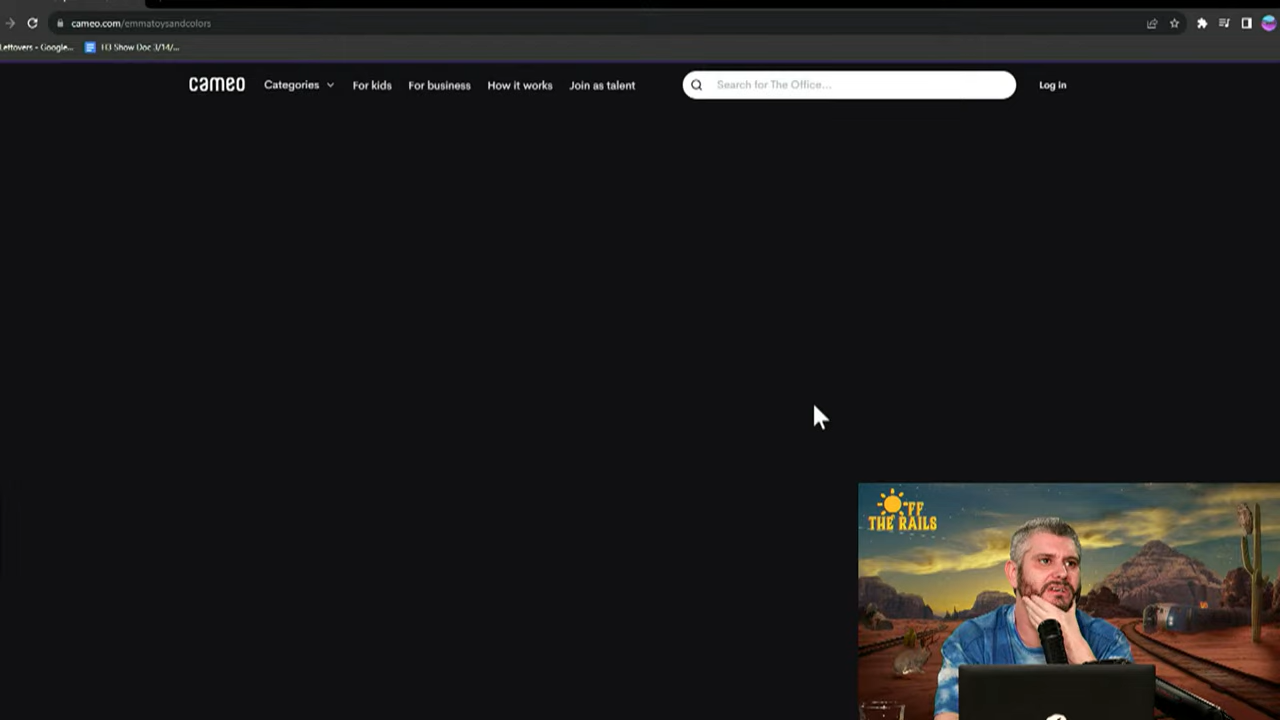 cameo.com/emmatoysandcolors
Leftovers - Google...
H3 Show Doc 3/14/...
cameo
Categories
For kids
For business
How it works
Join as talent
Search for The Office...
Log in
OFF
THE RAILS